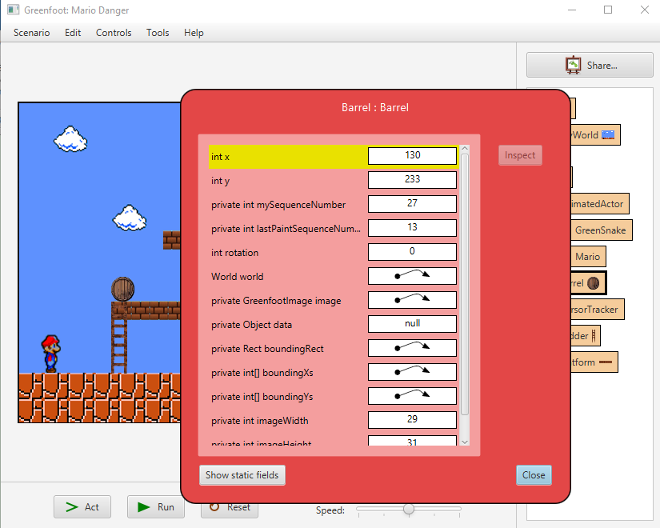 Greenfoot: Mario Danger
Scenario Edit Controls Tools Help
Share...
Barrel : Barrel
int x 130
int y 233
private int mySequenceNumber 27
private int lastPaintSequenceNum... 13
int rotation 0
World world
private GreenfootImage image
private Object data null
private Rect boundingRect
private int[] boundingXs
private int[] boundingYs
private int imageWidth 29
private int imageHeight 31
Inspect
Show static fields
Close
World
imatedActor
GreenSnake
Mario
rrel
rsorTracker
dder
tform
Act
Run
Reset
Speed: